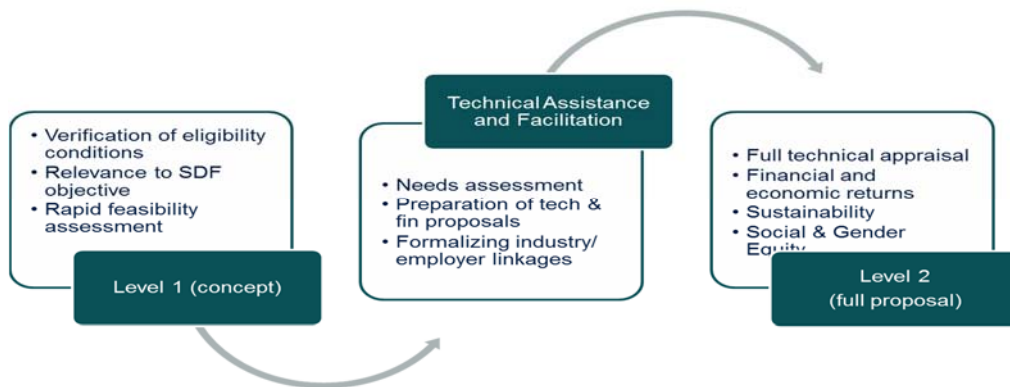 • Verification of eligibility
conditions
• Relevance to SDF
objective
• Rapid feasibility
assessment
Level 1 (concept)
Technical Assistance
and Facilitation
• Needs assessment
• Preparation of tech &
fin proposals
• Formalizing industry/
employer linkages
• Full technical appraisal
• Financial and
economic returns
• Sustainability
• Social & Gender
Equity
Level 2
(full proposal)